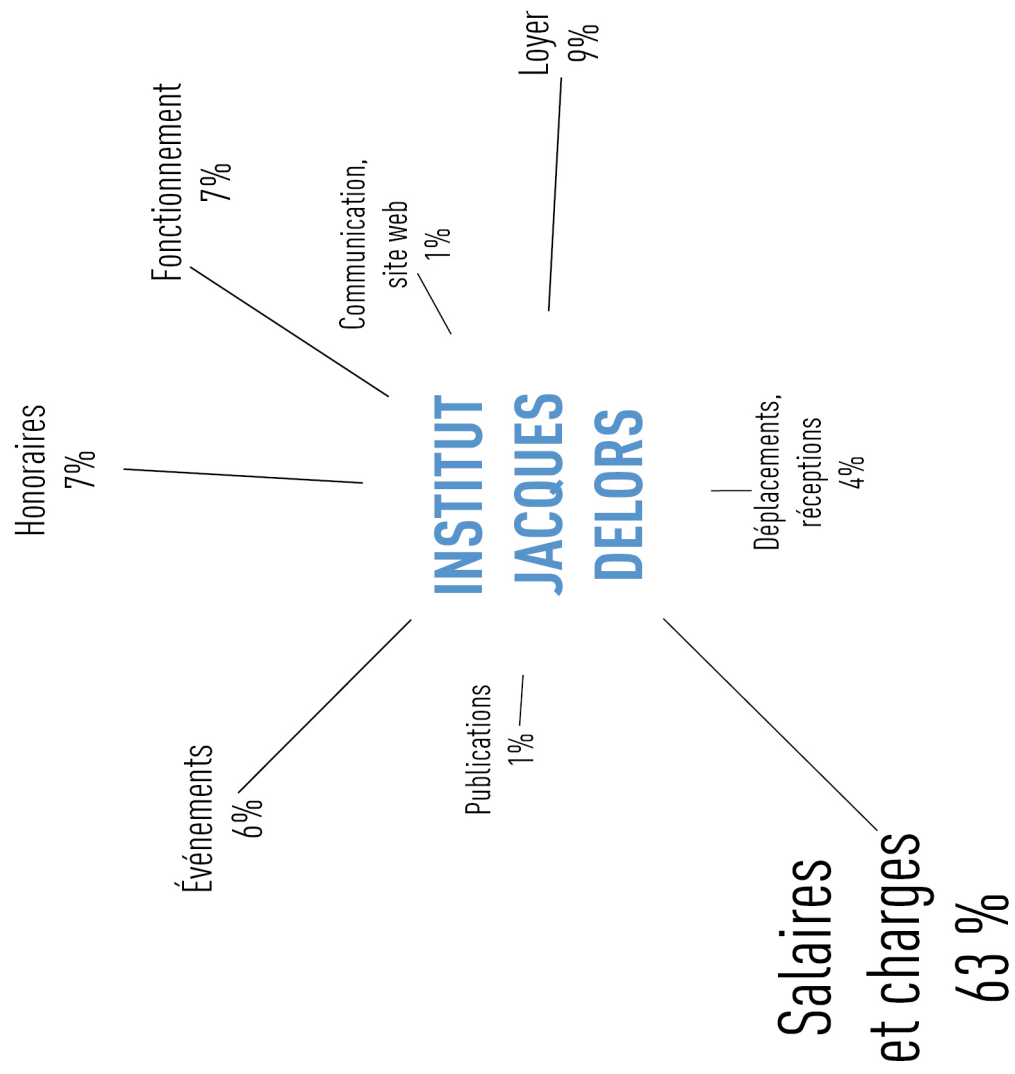 Honoraires
7%
Fonctionnement
7%
Événements
6%
Communication,
site web
1%
INSTITUT
JACQUES
DELORS
Publications
1%
Loyer
9%
Déplacements,
réceptions
4%
Salaires
et charges
63 %